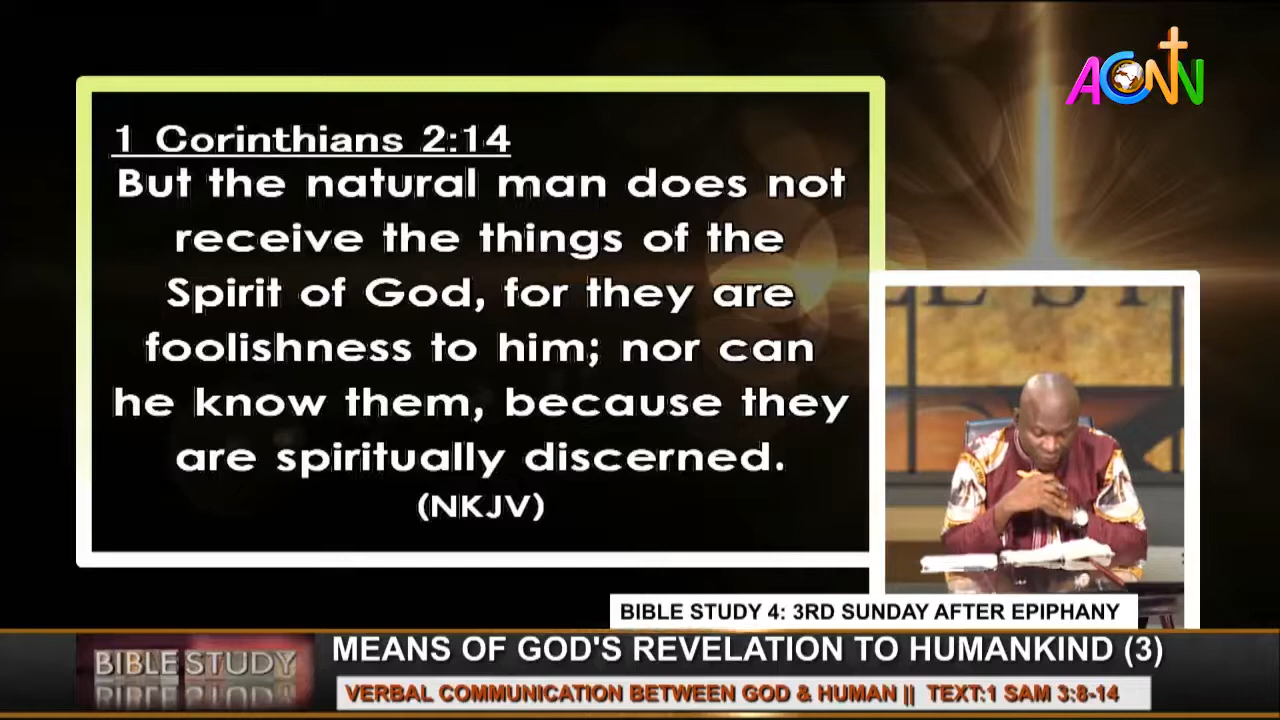 ACNN
1 Corinthians 2:14
But the natural man does not
receive the things of the
Spirit of God, for they are
foolishness to him; nor can
he know them, because they
are spiritually discerned.
(NKJV)
LE ST
BIBLE STUDY 4: 3RD SUNDAY AFTER EPIPHANY
BIBLE STUDY
MEANS OF GOD'S REVELATION TO HUMANKIND (3)
VERBAL COMMUNICATION BETWEEN GOD & HUMAN || TEXT:1 SAM 3:8-14